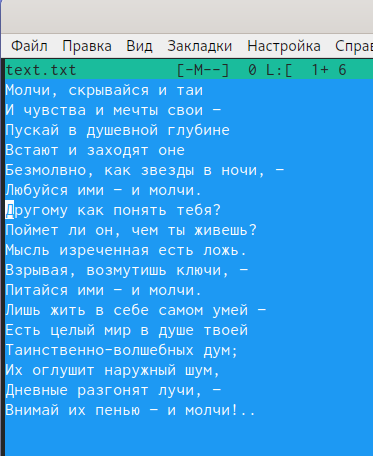 Файл Правка Вид Закладки Настройка Справ
text.txt [-M--] 0 L:[ 1+ 6
Молчи, скрывайся и таи
И чувства и мечты свои –
Пускай в душевной глубине
Встают и заходят оне
Безмолвно, как звезды в ночи, –
Любуйся ими – и молчи.
Другому как понять тебя?
Поймет ли он, чем ты живешь?
Мысль изреченная есть ложь.
Взрывая, возмутишь ключи, –
Питайся ими – и молчи.
Лишь жить в себе самом умей –
Есть целый мир в душе твоей
Таинственно-волшебных дум;
Их оглушит наружный шум,
Дневные разгонят лучи, –
Внимай их пенью – и молчи!..